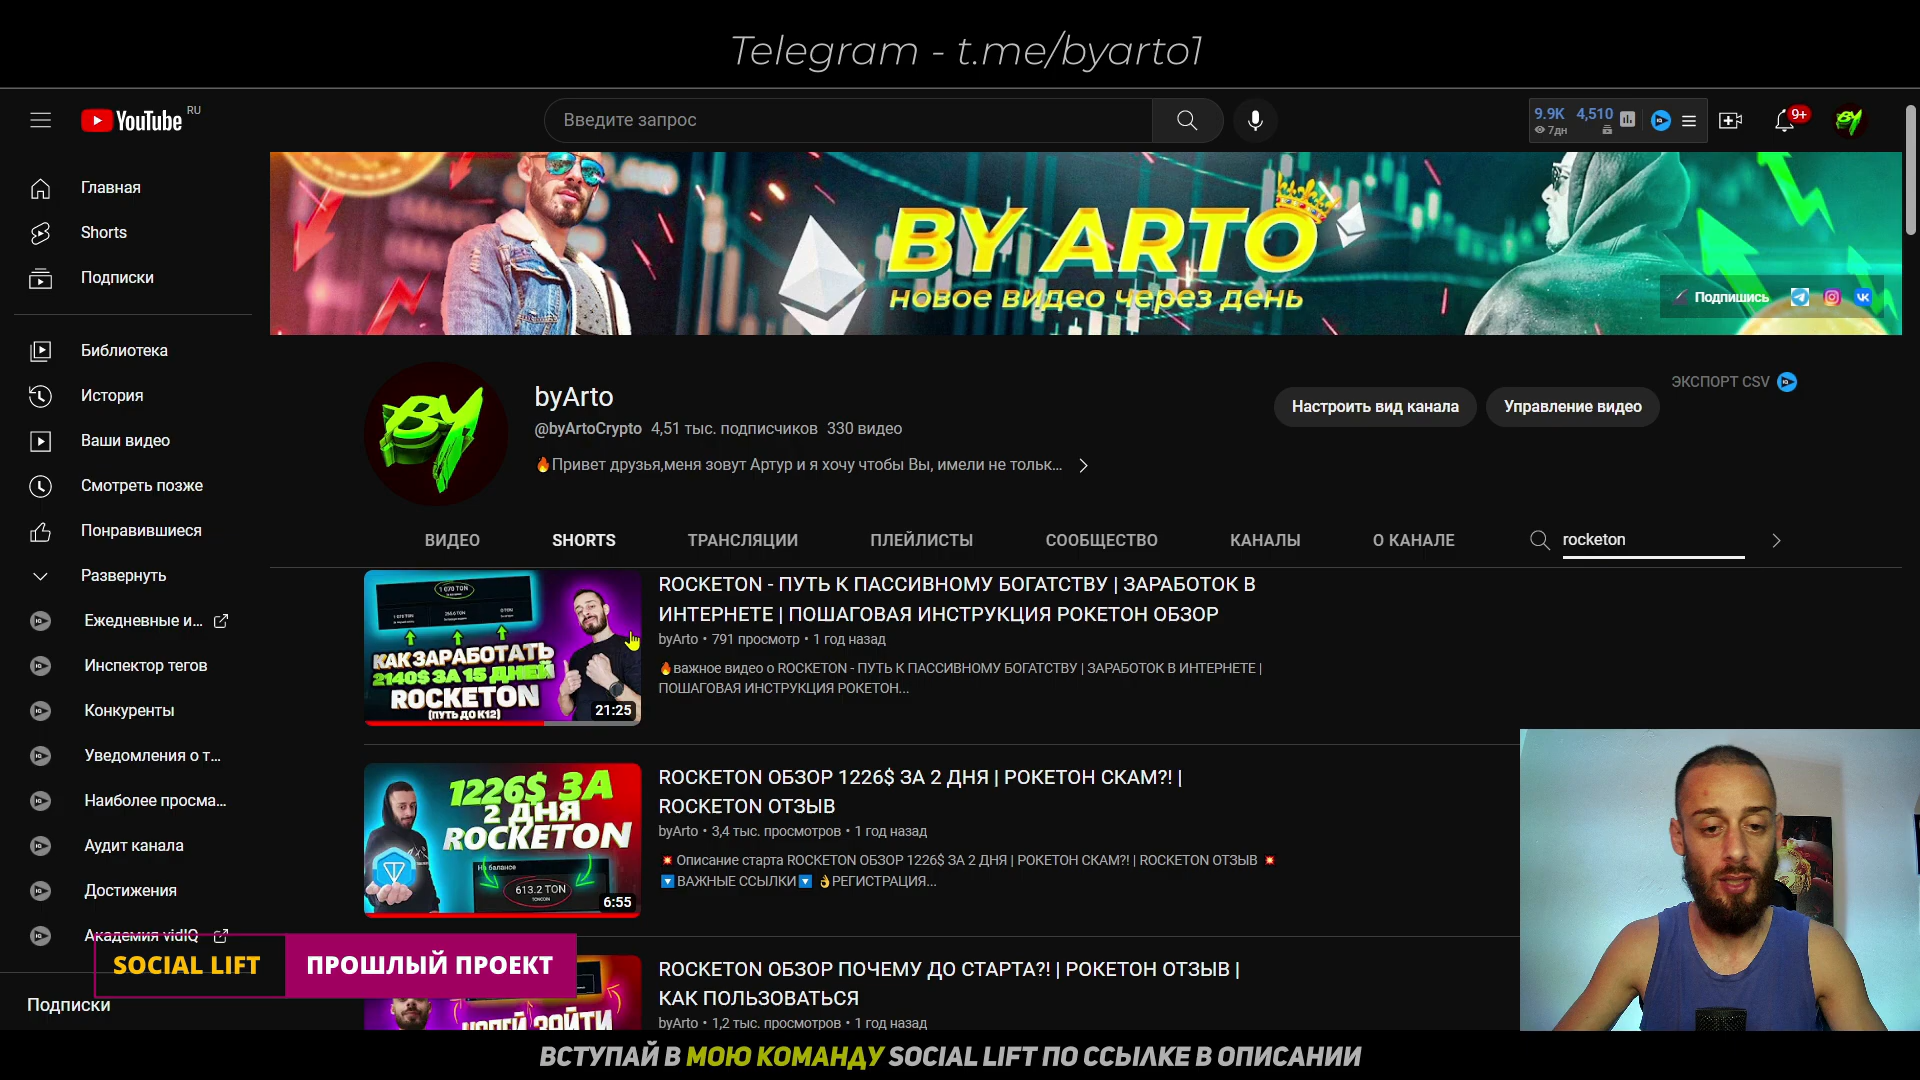 Telegram - t.me/byarto1
YouTube RU
Введите запрос
9.9K 4,510
7дн
9+
Главная
Shorts
Подписки
Библиотека
История
Ваши видео
Смотреть позже
Понравившиеся
Развернуть
Ежедневные и...
Инспектор тегов
Конкуренты
Уведомления о т...
Наиболее просма...
Аудит канала
Достижения
Академия vidIQ
Подписки
BY ARTO
новое видео через день
Подпишись
BY
byArto
@byArtoCrypto 4,51 тыс. подписчиков 330 видео
🔥Привет друзья,меня зовут Артур и я хочу чтобы Вы, имели не тольк...
Настроить вид канала
Управление видео
ЭКСПОРТ CSV
ВИДЕО
SHORTS
ТРАНСЛЯЦИИ
ПЛЕЙЛИСТЫ
СООБЩЕСТВО
КАНАЛЫ
О КАНАЛЕ
rocketon
1 070 TON
КАК ЗАРАБОТАТЬ
2140$ ЗА 15 ДНЕЙ
ROCKETON
(ПУТЬ ДО К12)
21:25
ROCKETON - ПУТЬ К ПАССИВНОМУ БОГАТСТВУ | ЗАРАБОТОК В
ИНТЕРНЕТЕ | ПОШАГОВАЯ ИНСТРУКЦИЯ РОКЕТОН ОБЗОР
byArto • 791 просмотр • 1 год назад
🔥важное видео о ROCKETON - ПУТЬ К ПАССИВНОМУ БОГАТСТВУ | ЗАРАБОТОК В ИНТЕРНЕТЕ |
ПОШАГОВАЯ ИНСТРУКЦИЯ РОКЕТОН...
1226$ ЗА
2 ДНЯ
ROCKETON
613.2 TON
6:55
ROCKETON ОБЗОР 1226$ ЗА 2 ДНЯ | РОКЕТОН СКАМ?! |
ROCKETON ОТЗЫВ
byArto • 3,4 тыс. просмотров • 1 год назад
💥 Описание старта ROCKETON ОБЗОР 1226$ ЗА 2 ДНЯ | РОКЕТОН СКАМ?! | ROCKETON ОТЗЫВ 💥
🔽ВАЖНЫЕ ССЫЛКИ🔽 👌РЕГИСТРАЦИЯ...
ROCKETON ОБЗОР ПОЧЕМУ ДО СТАРТА?! | РОКЕТОН ОТЗЫВ |
КАК ПОЛЬЗОВАТЬСЯ
byArto • 1,2 тыс. просмотров • 1 год назад
SOCIAL LIFT
ПРОШЛЫЙ ПРОЕКТ
ВСТУПАЙ В МОЮ КОМАНДУ SOCIAL LIFT ПО ССЫЛКЕ В ОПИСАНИИ